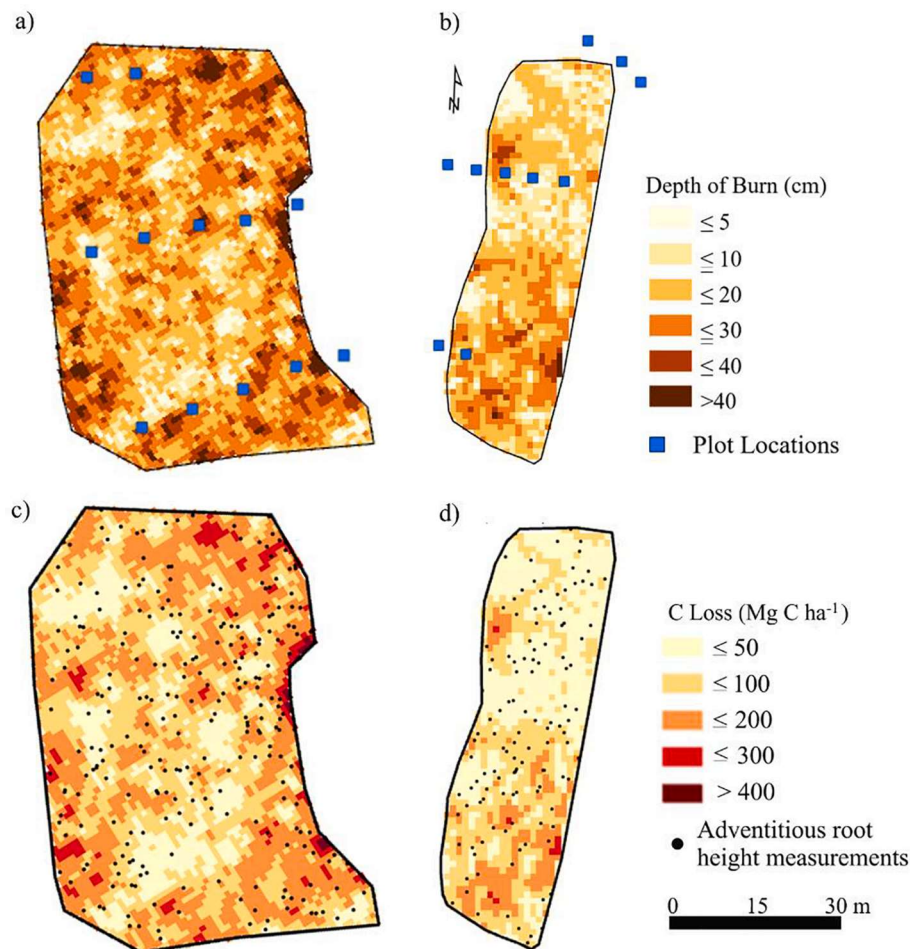 a)
b)
N
Depth of Burn (cm)
≤ 5
≤ 10
≤ 20
≤ 30
≤ 40
>40
Plot Locations
c)
d)
C Loss (Mg C ha⁻¹)
≤ 50
≤ 100
≤ 200
≤ 300
> 400
Adventitious root
height measurements
0 15 30 m